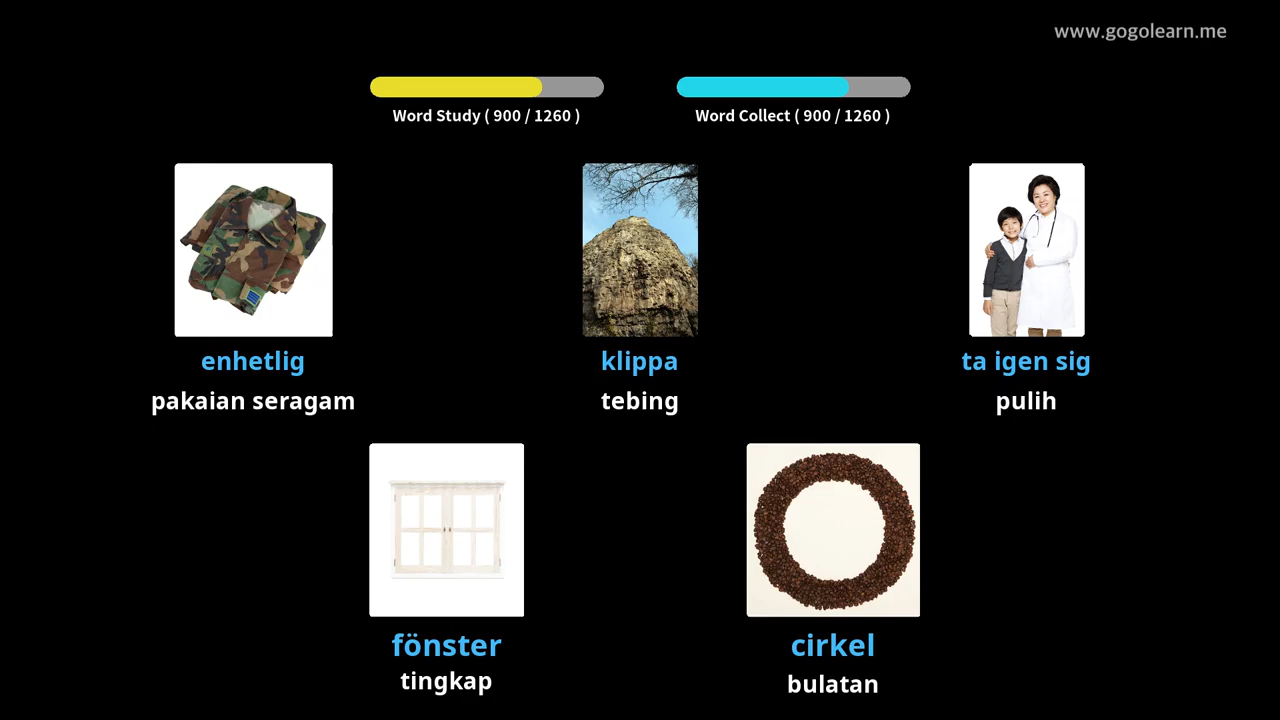 www.gogolearn.me
Word Study ( 900 / 1260 )
Word Collect ( 900 / 1260 )
enhetlig
klippa
ta igen sig
pakaian seragam
tebing
pulih
fönster
cirkel
tingkap
bulatan